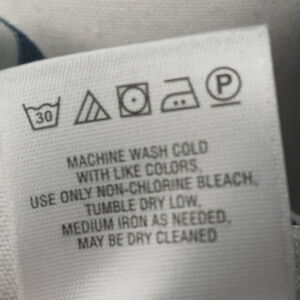 30 P
MACHINE WASH COLD
WITH LIKE COLORS,
USE ONLY NON-CHLORINE BLEACH,
TUMBLE DRY LOW,
MEDIUM IRON AS NEEDED,
MAY BE DRY CLEANED